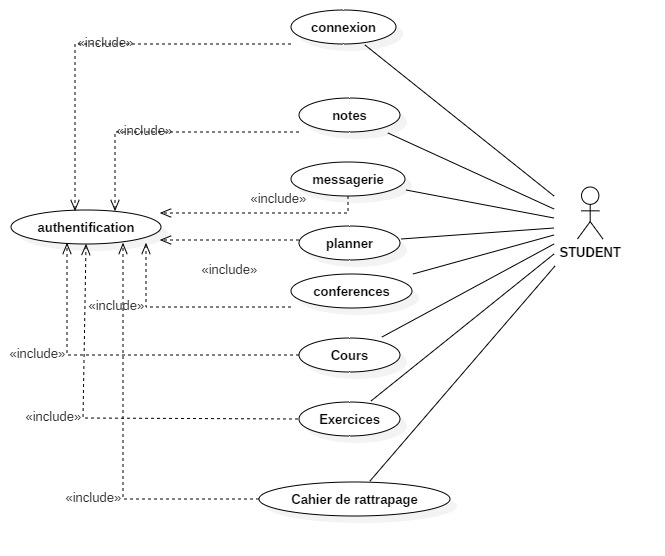 connexion
«include»
notes
«include»
messagerie
«include»
authentification
planner
STUDENT
«include»
conferences
«include»
Cours
«include»
Exercices
«include»
Cahier de rattrapage
«include»